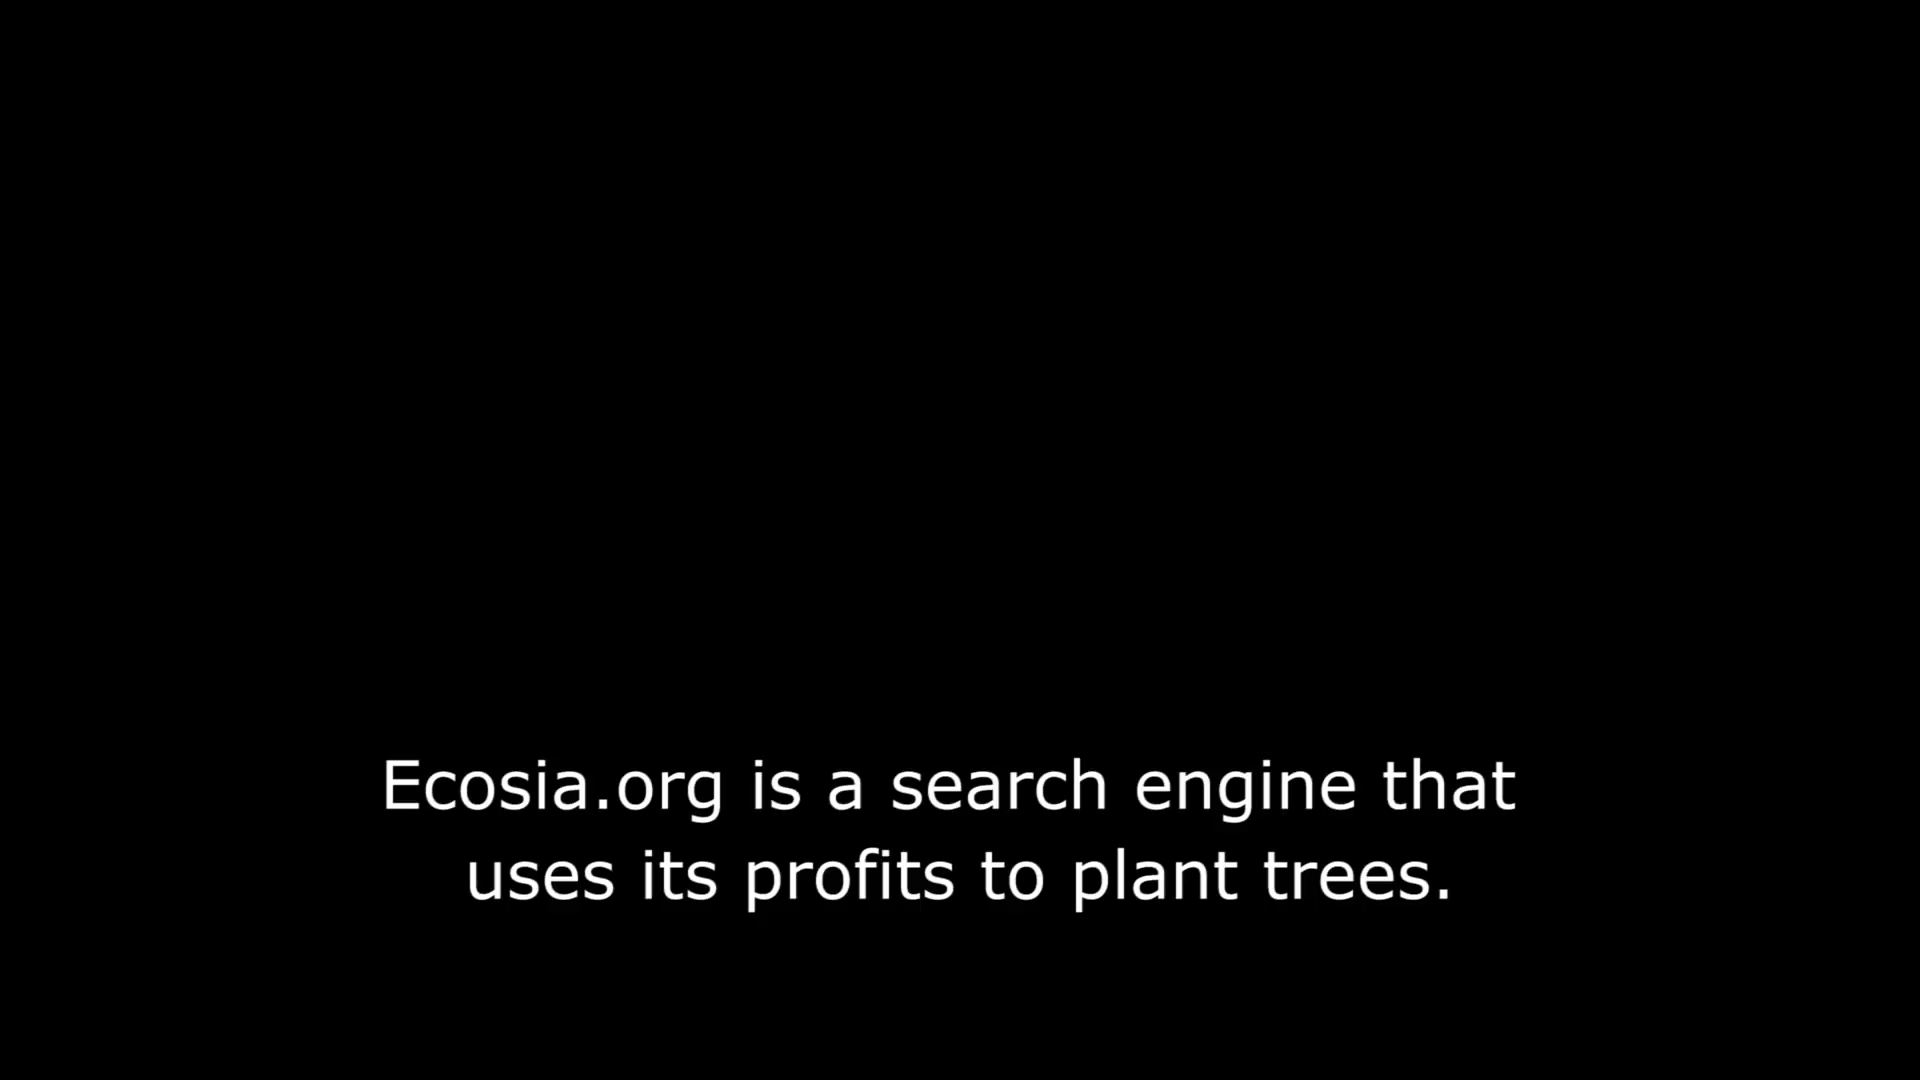 Ecosia.org is a search engine that
uses its profits to plant trees.